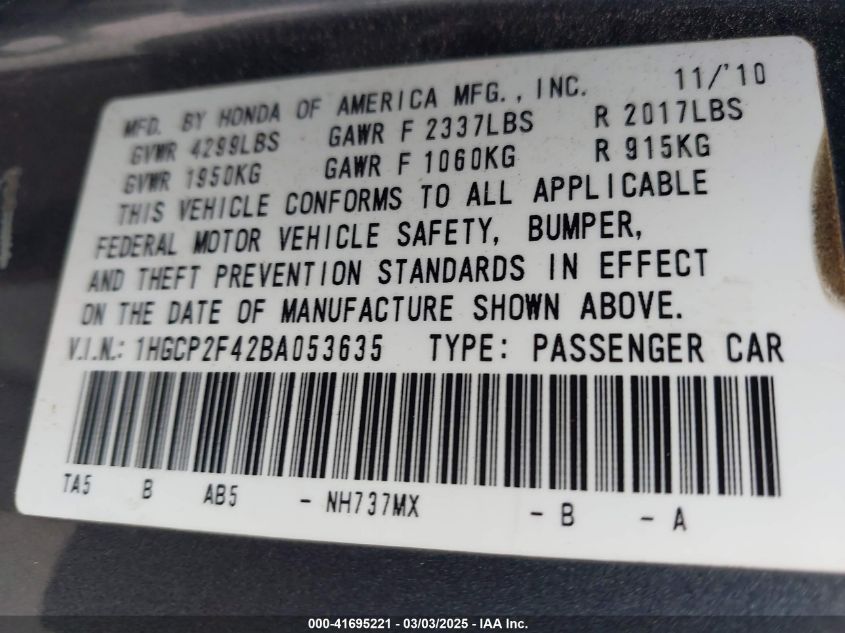 MFD. BY HONDA OF AMERICA MFG., INC. 11/'10
GVWR 4299LBS GAWR F 2337LBS R 2017LBS
GVWR 1950KG GAWR F 1060KG R 915KG
THIS VEHICLE CONFORMS TO ALL APPLICABLE
FEDERAL MOTOR VEHICLE SAFETY, BUMPER,
AND THEFT PREVENTION STANDARDS IN EFFECT
ON THE DATE OF MANUFACTURE SHOWN ABOVE.
V.I.N.: 1HGCP2F42BA053635 TYPE: PASSENGER CAR
TA5 B AB5 - NH737MX - B - A
000-41695221 - 03/03/2025 - IAA Inc.